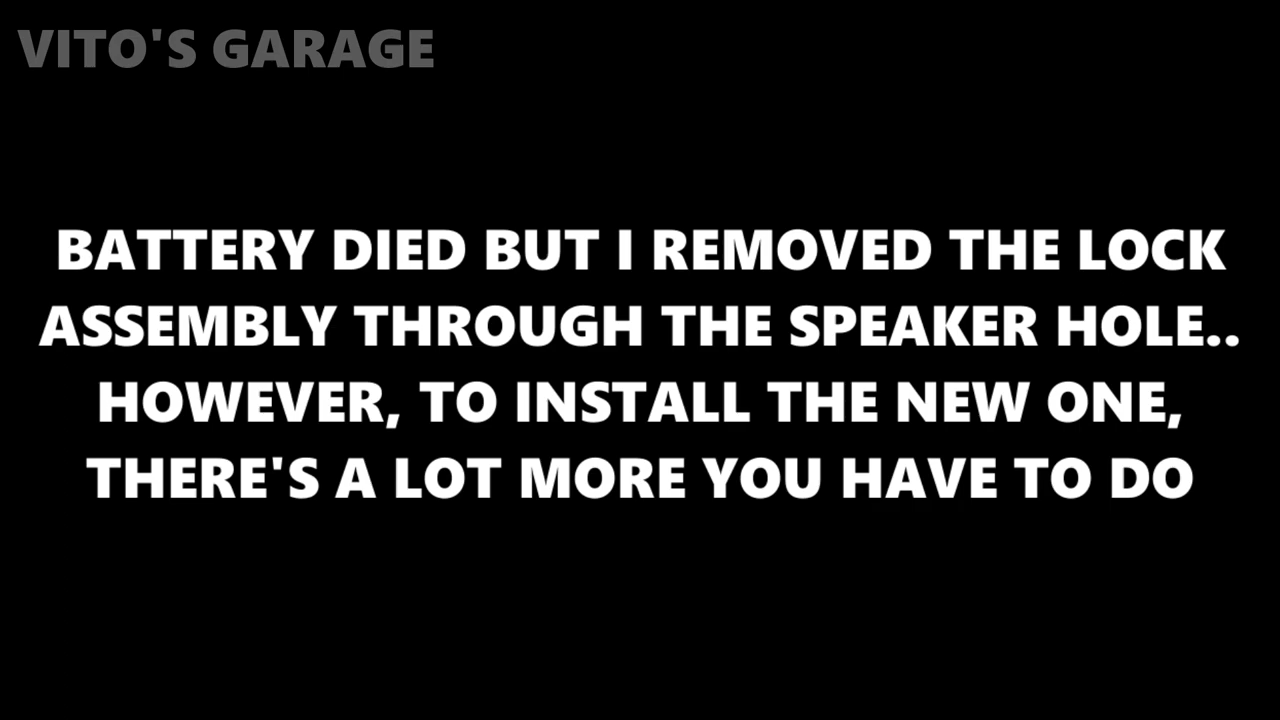 VITO'S GARAGE
BATTERY DIED BUT I REMOVED THE LOCK
ASSEMBLY THROUGH THE SPEAKER HOLE..
HOWEVER, TO INSTALL THE NEW ONE,
THERE'S A LOT MORE YOU HAVE TO DO